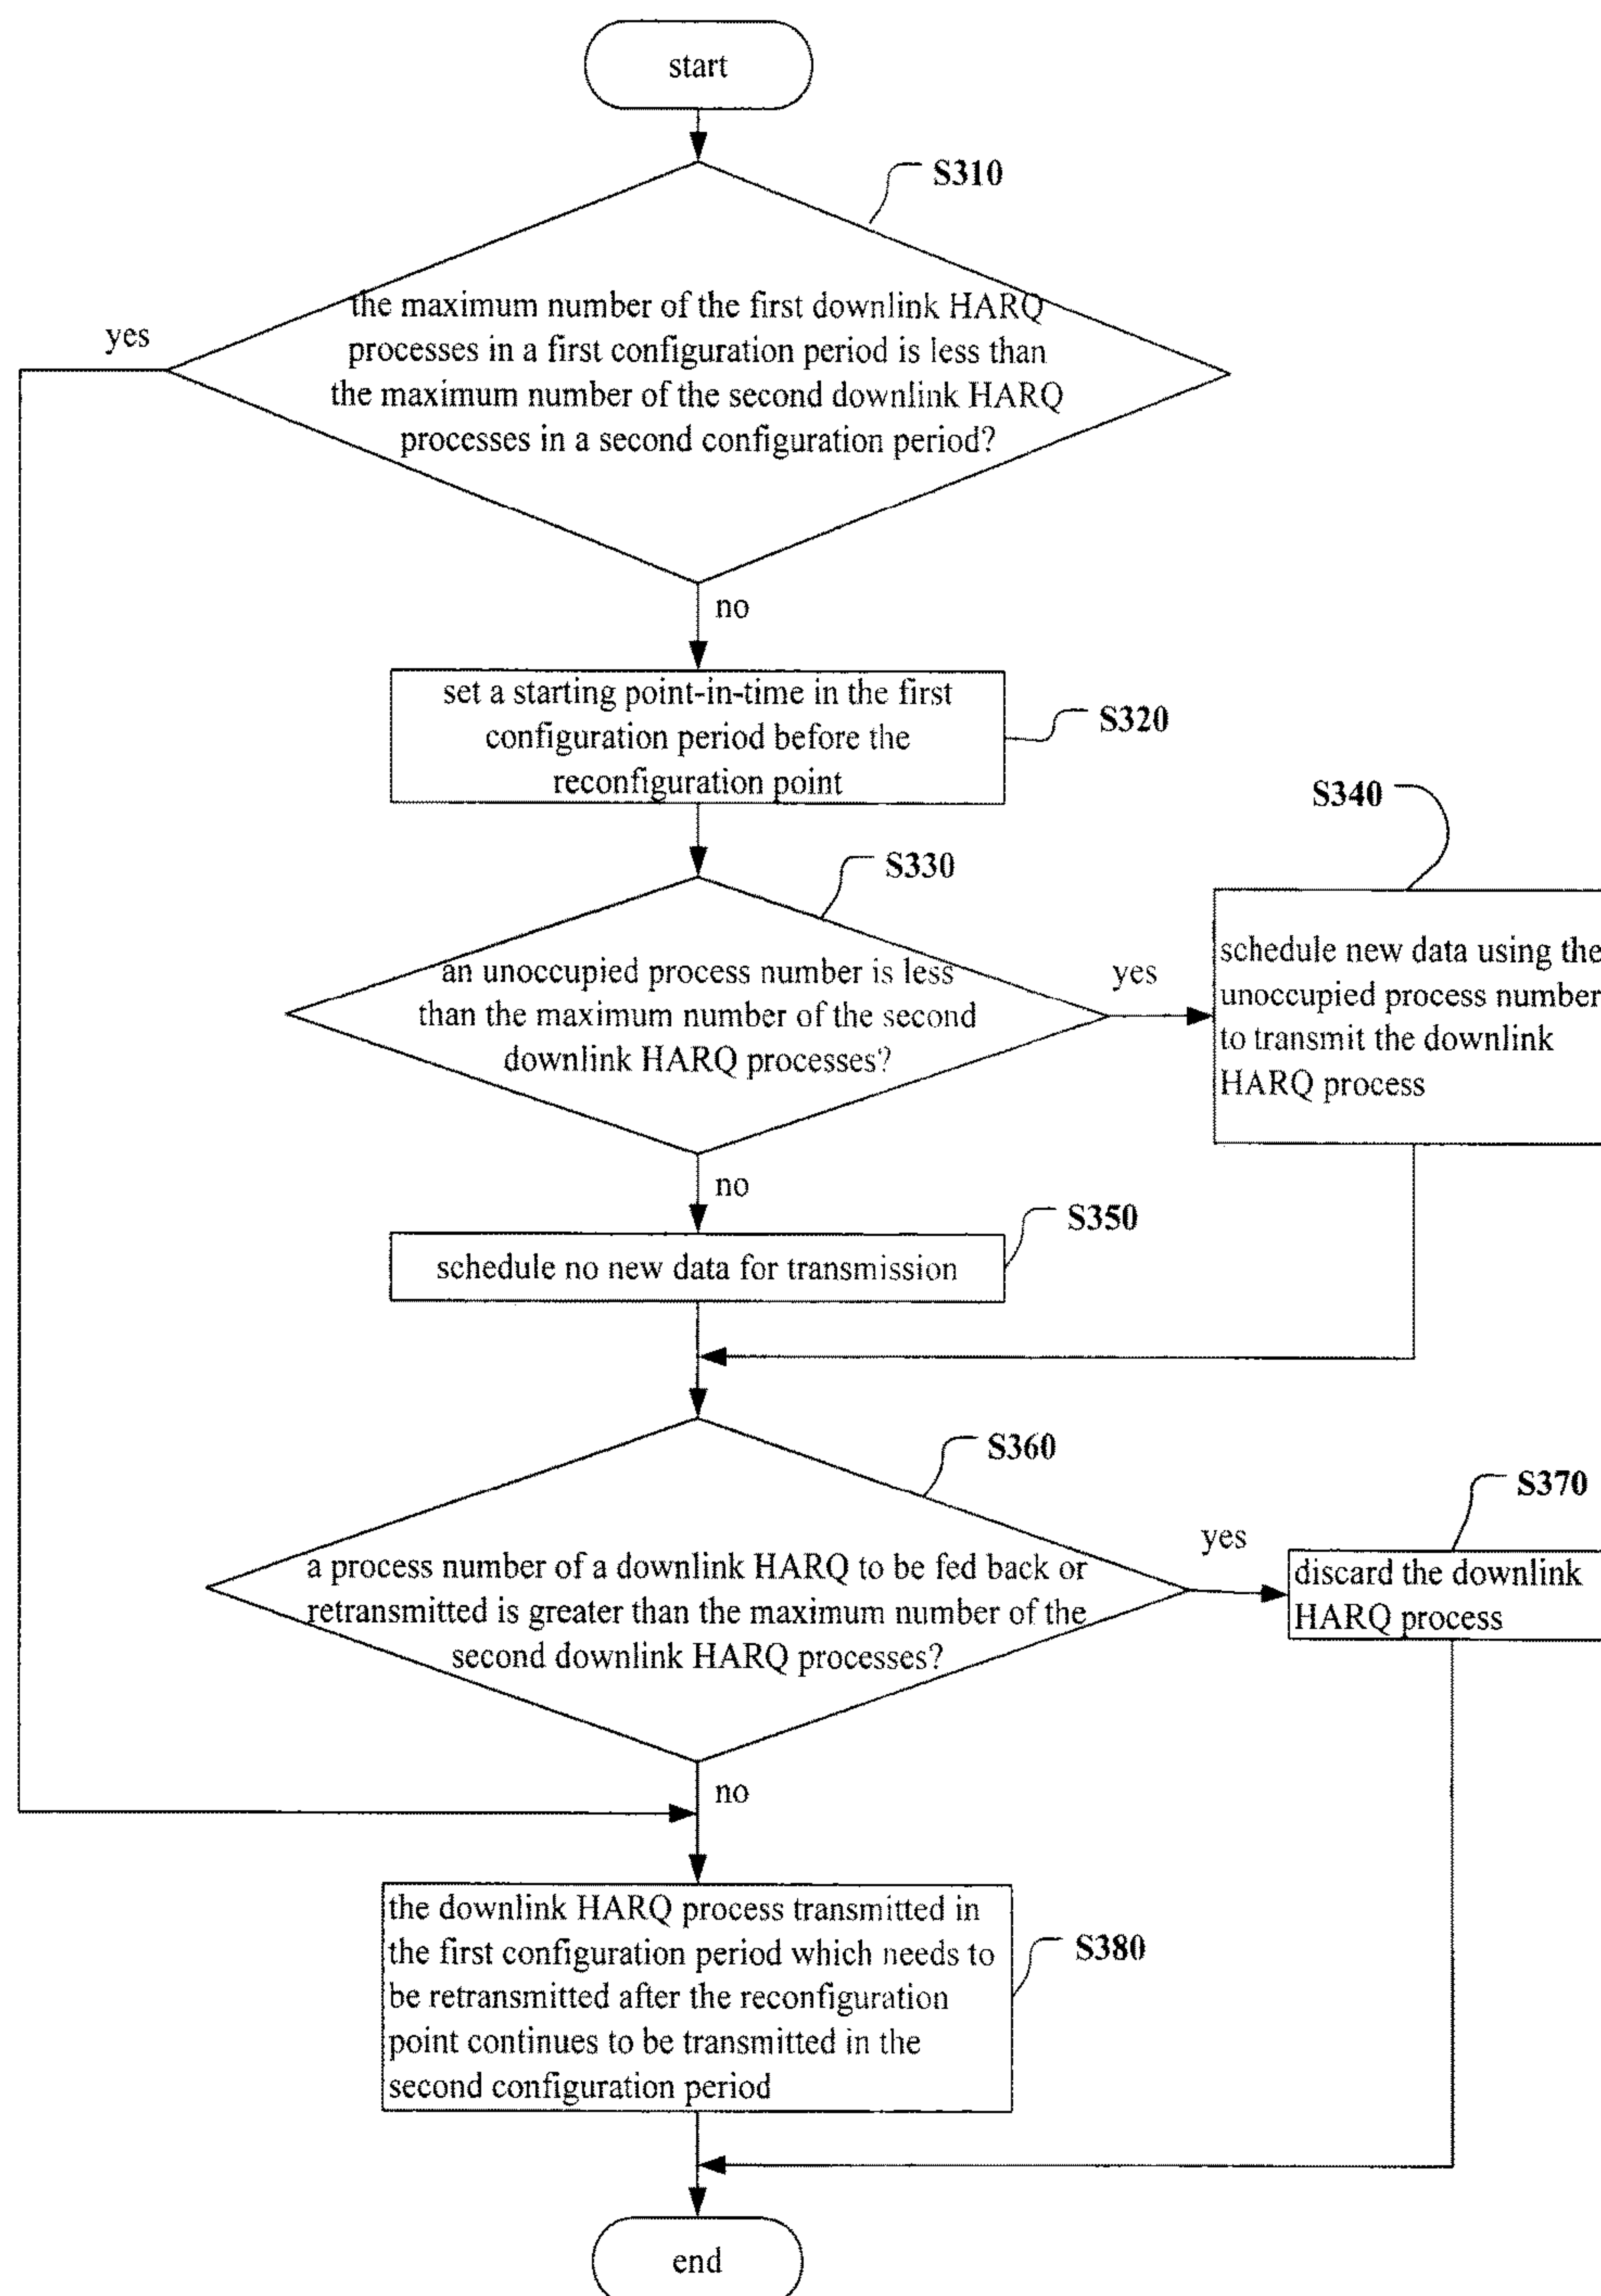 start
S310
the maximum number of the first downlink HARQ
processes in a first configuration period is less than
the maximum number of the second downlink HARQ
processes in a second configuration period?
yes
no
set a starting point-in-time in the first
configuration period before the
reconfiguration point
S320
S330
an unoccupied process number is less
than the maximum number of the second
downlink HARQ processes?
yes
S340
schedule new data using the
unoccupied process number
to transmit the downlink
HARQ process
no
S350
schedule no new data for transmission
S360
a process number of a downlink HARQ to be fed back or
retransmitted is greater than the maximum number of the
second downlink HARQ processes?
yes
S370
discard the downlink
HARQ process
no
the downlink HARQ process transmitted in
the first configuration period which needs to
be retransmitted after the reconfiguration
point continues to be transmitted in the
second configuration period
S380
end